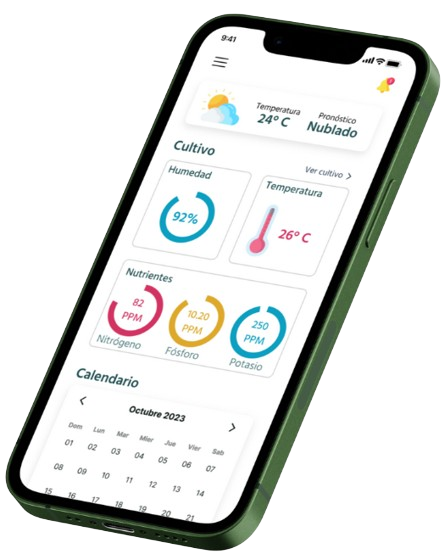 9:41
Temperatura
24° C
Pronóstico
Nublado
Cultivo
Ver cultivo
Humedad
92%
Temperatura
26° C
Nutrientes
82
PPM
Nitrógeno
10.20
PPM
Fósforo
250
PPM
Potasio
Calendario
Octubre 2023
Dom Lun Mar Mier Jue Vier Sab
01 02 03 04 05 06 07
08 09 10 11 12 13 14
15 16 17 18 19 20 21